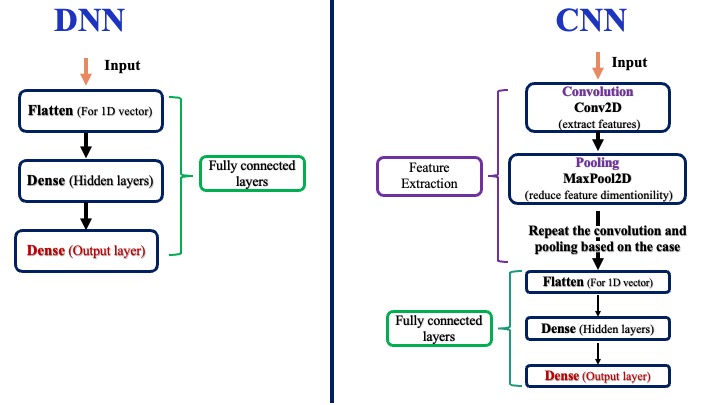 DNN
Input
Flatten (For 1D vector)
Dense (Hidden layers)
Dense (Output layer)
Fully connected
layers
CNN
Input
Convolution
Conv2D
(extract features)
Pooling
MaxPool2D
(reduce feature dimentionility)
Feature
Extraction
Repeat the convolution and
pooling based on the case
Flatten (For 1D vector)
Dense (Hidden layers)
Dense (Output layer)
Fully connected
layers